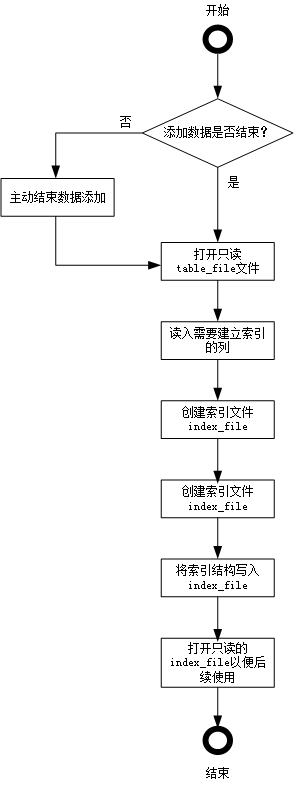 开始
添加数据是否结束?
否
是
主动结束数据添加
打开只读
table_file文件
读入需要建立索引
的列
创建索引文件
index_file
创建索引文件
index_file
将索引结构写入
index_file
打开只读的
index_file以便后
续使用
结束